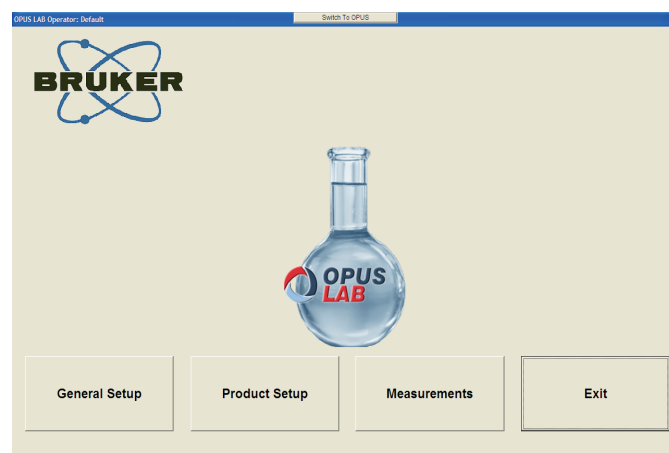 OPUS LAB Operator: Default
Switch To OPUS
BRUKER
OPUS
LAB
General Setup
Product Setup
Measurements
Exit